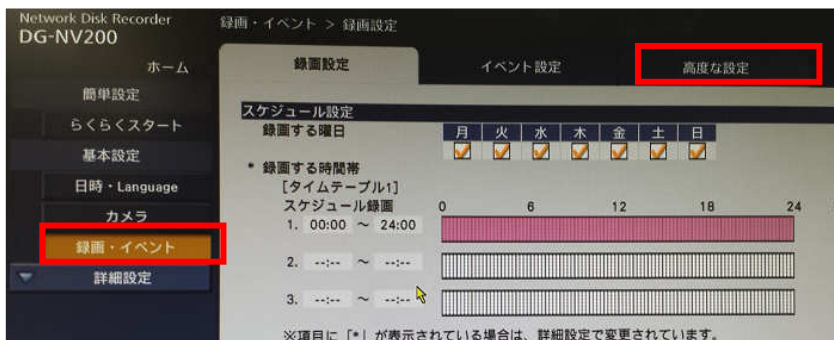 Network Disk Recorder
DG-NV200
録画・イベント > 録画設定
ホーム
簡単設定
らくらくスタート
基本設定
日時・Language
カメラ
録画・イベント
詳細設定
録画設定
イベント設定
高度な設定
スケジュール設定
録画する曜日
月 火 水 木 金 土 日
* 録画する時間帯
[タイムテーブル1]
スケジュール録画 0 6 12 18 24
1. 00:00 ~ 24:00
2. --:-- ~ --:--
3. --:-- ~ --:--
※項目に「*」が表示されている場合は、詳細設定で変更されています。